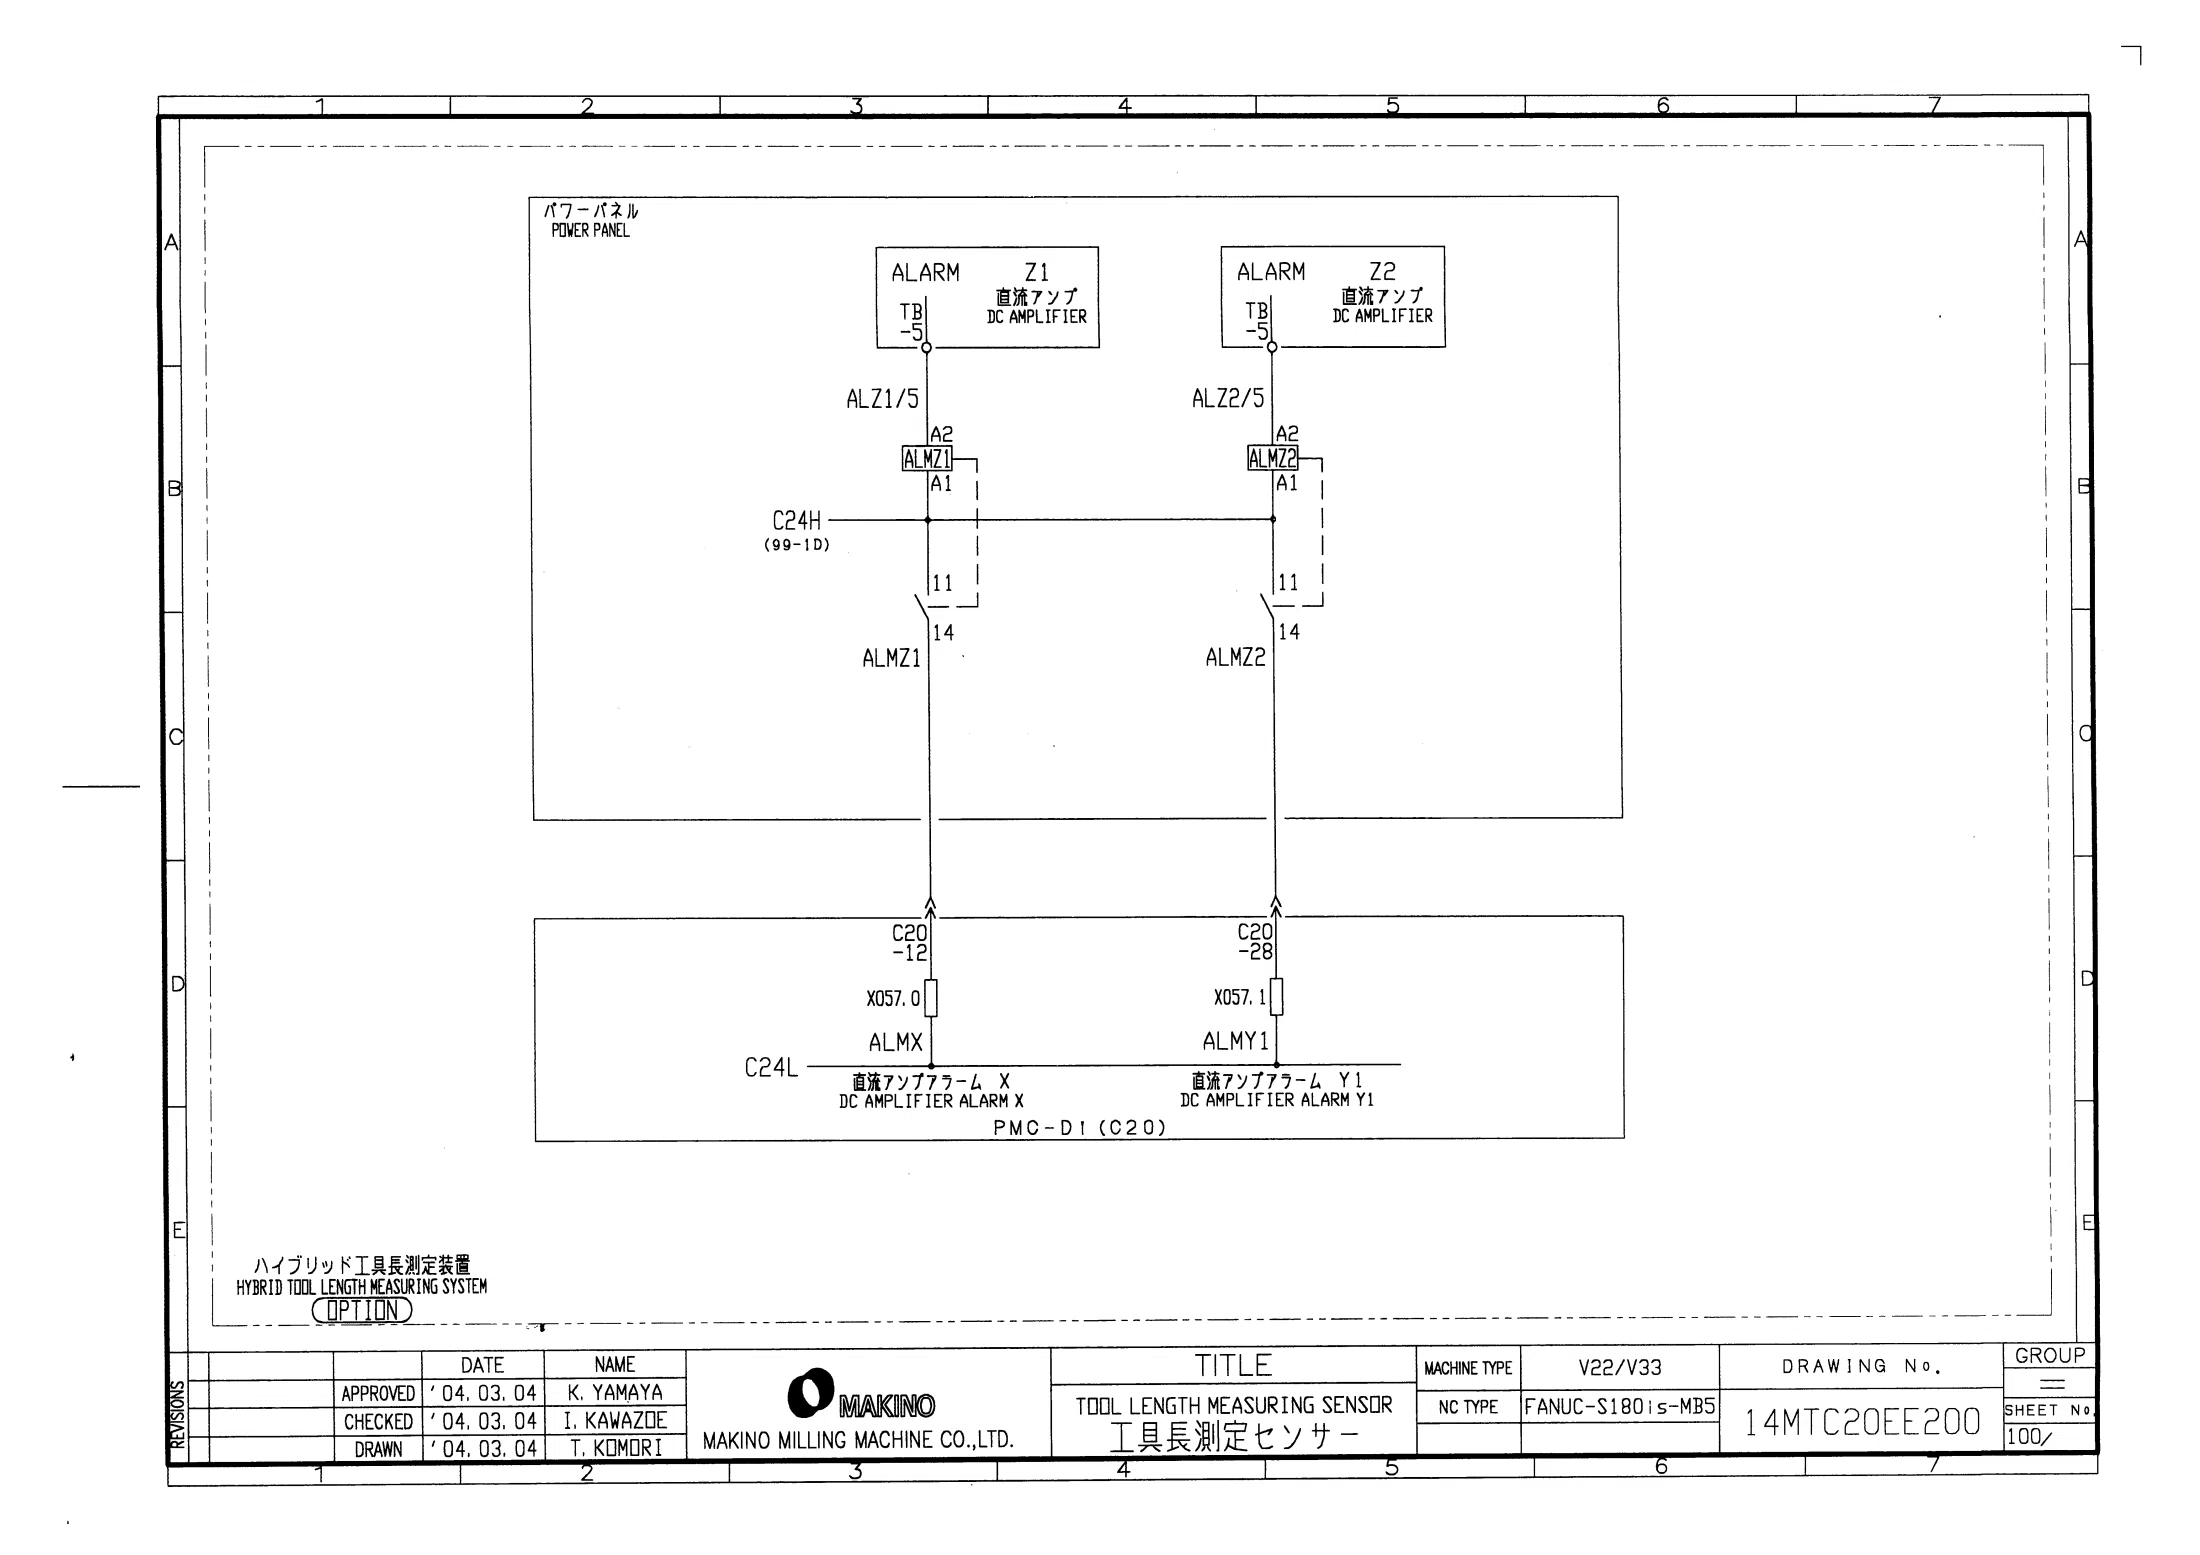 1 2 3 4 5 6 7
A A
B B
C C
D D
E E
パワーパネル
POWER PANEL
ALARM Z1
直流アンプ
DC AMPLIFIER
TB
-5
ALARM Z2
直流アンプ
DC AMPLIFIER
TB
-5
ALZ1/5
ALZ2/5
A2
ALMZ1
A1
A2
ALMZ2
A1
C24H
(99-1D)
11
14
ALMZ1
11
14
ALMZ2
C20
-12
C20
-28
X057.0
X057.1
ALMX
ALMY1
C24L
直流アンプアラーム X
DC AMPLIFIER ALARM X
直流アンプアラーム Y1
DC AMPLIFIER ALARM Y1
PMC-DI(C20)
ハイブリッド工具長測定装置
HYBRID TOOL LENGTH MEASURING SYSTEM
OPTION
REVISIONS
DATE NAME
APPROVED '04.03.04 K. YAMAYA
CHECKED '04.03.04 I. KAWAZOE
DRAWN '04.03.04 T. KOMORI
MAKINO
MAKINO MILLING MACHINE CO.,LTD.
TITLE
TOOL LENGTH MEASURING SENSOR
工具長測定センサー
MACHINE TYPE V22/V33
NC TYPE FANUC-S180is-MB5
DRAWING No.
14MTC20EE200
GROUP
=
SHEET No.
100/
1 2 3 4 5 6 7